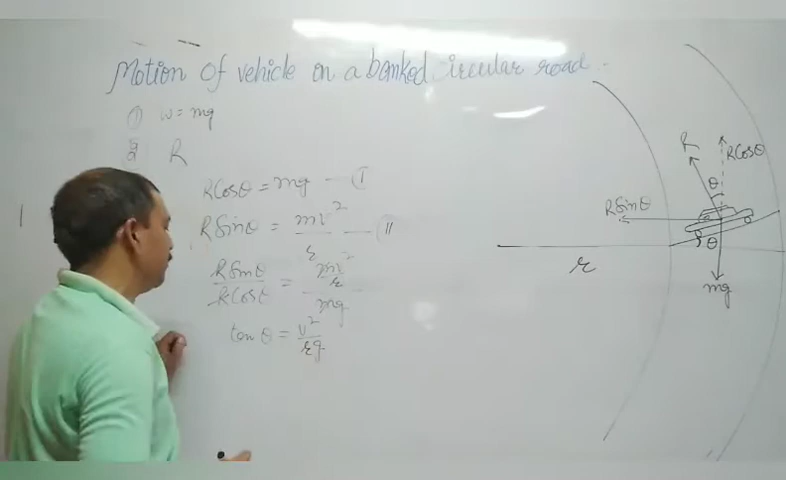 Motion of vehicle on a banked circular road.
① w = mg
② R
R Cosθ = mg — Ⓘ
R Sinθ = mv²/r — Ⓘ Ⓘ
R Sinθ / R Cosθ = mv²/r / mg
tan θ = v²/rg
R
R Cosθ
θ
R Sinθ
θ
r
mg